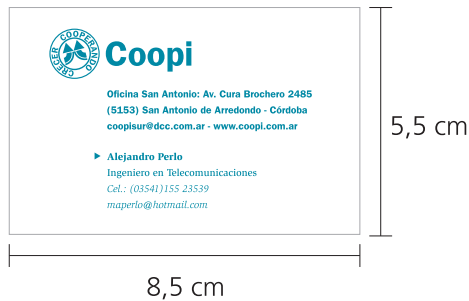 CRECER COOPERANDO
Coopi
Oficina San Antonio: Av. Cura Brochero 2485
(5153) San Antonio de Arredondo - Córdoba
coopisur@dcc.com.ar - www.coopi.com.ar
Alejandro Perlo
Ingeniero en Telecomunicaciones
Cel.: (03541)155 23539
maperlo@hotmail.com
5,5 cm
8,5 cm